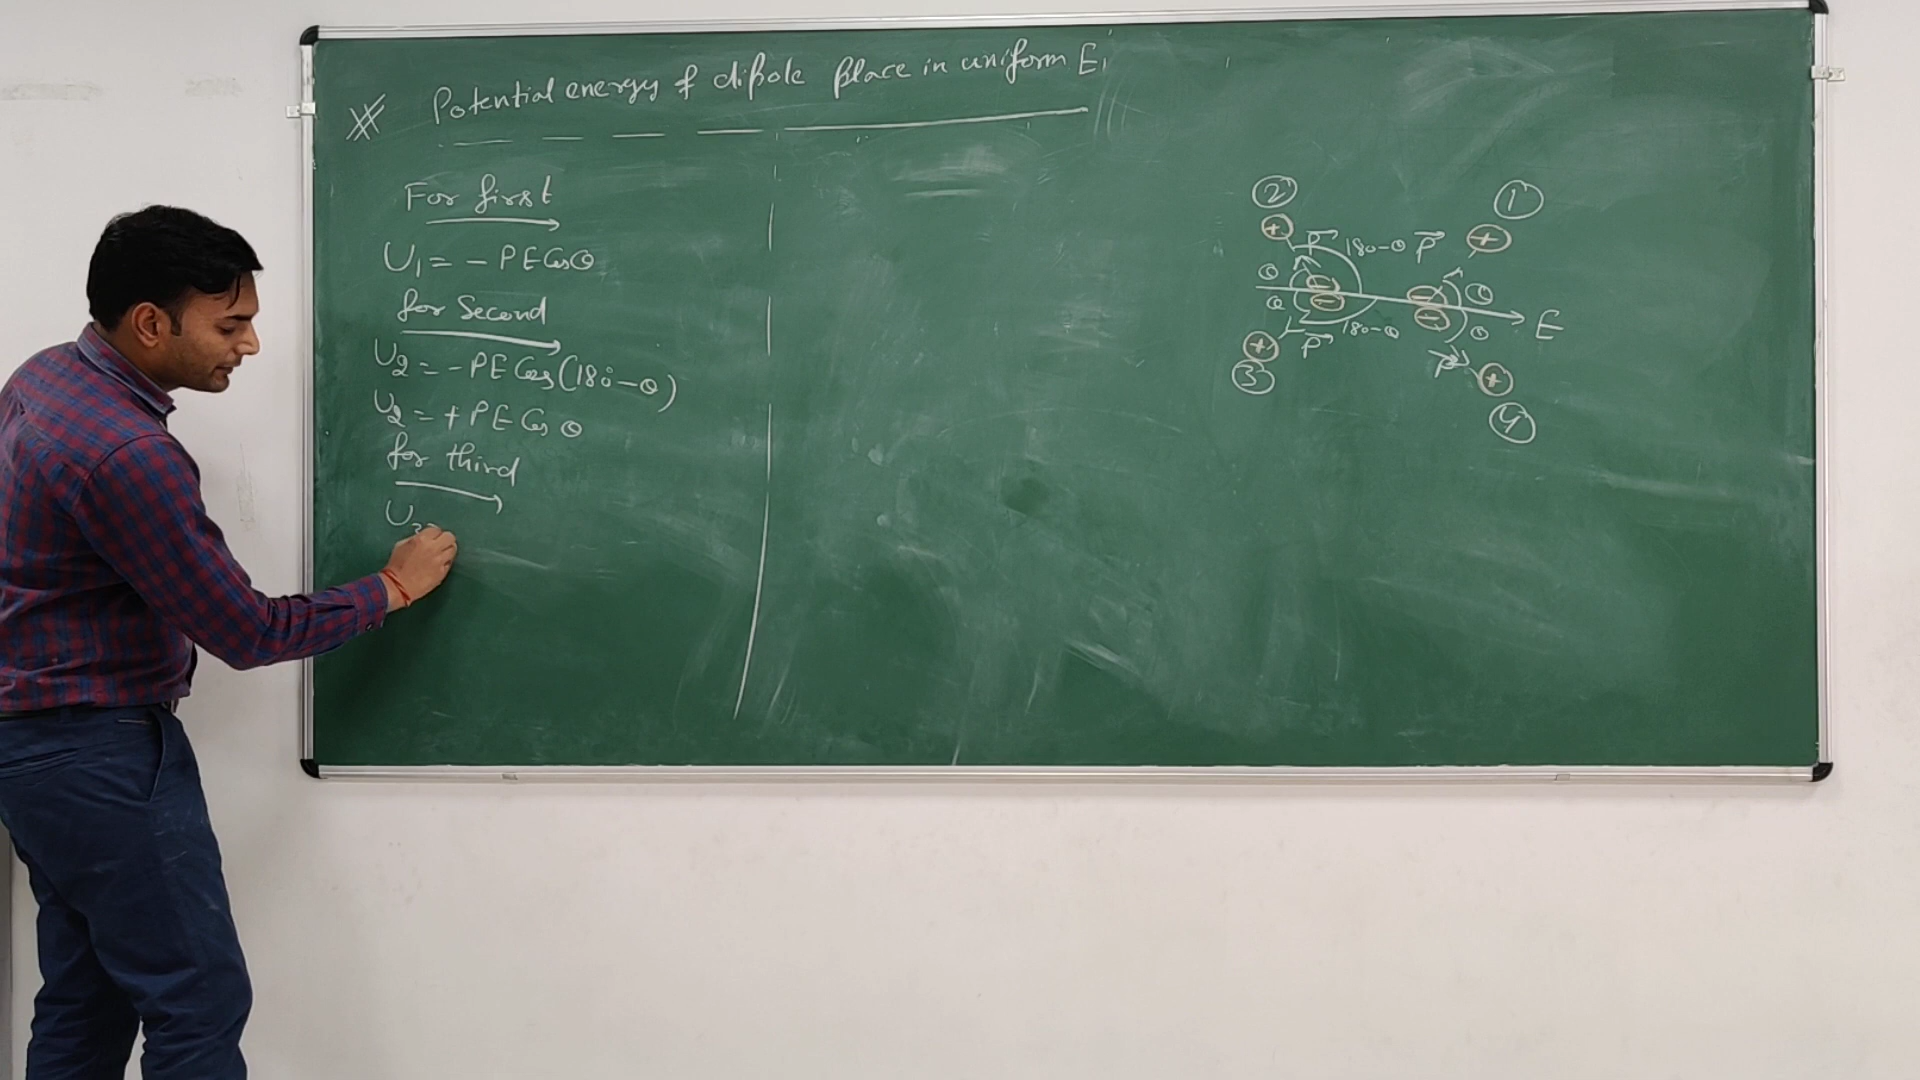 Potential energy of dipole place in uniform E,
For first
U₁ = - PE Cosθ
for Second
U₂ = - PE Cos(180°-θ)
U₂ = + PE Cos θ
for third
U₃
② ①
+ P⃗ 180-θ P⃗ +
θ - - θ
θ - - θ E
+ P⃗ 180-θ P⃗ +
③ ④